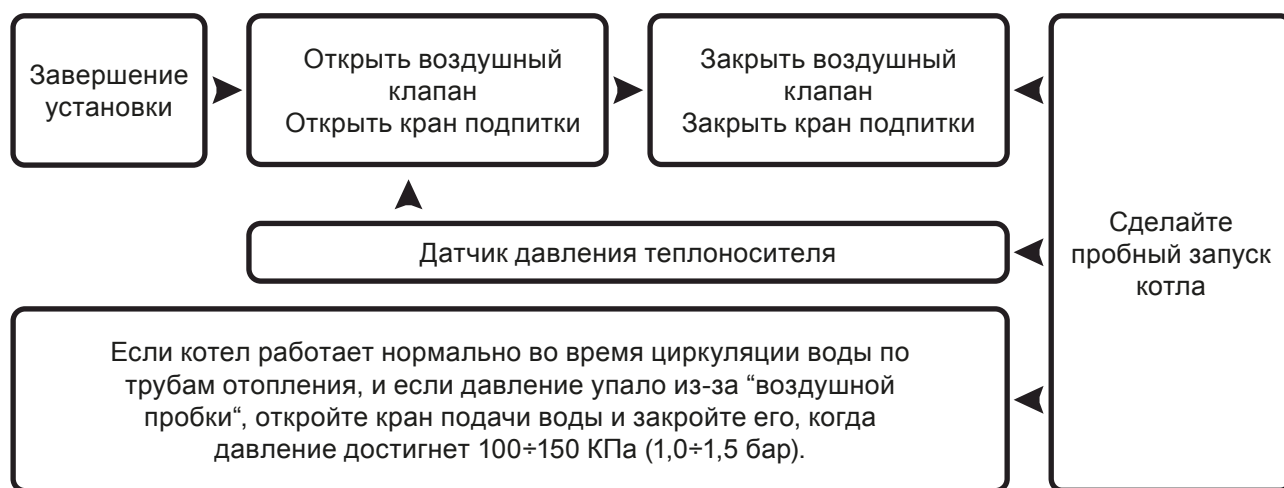 Завершение
установки
Открыть воздушный
клапан
Открыть кран подпитки
Закрыть воздушный
клапан
Закрыть кран подпитки
Датчик давления теплоносителя
Сделайте
пробный запуск
котла
Если котел работает нормально во время циркуляции воды по
трубам отопления, и если давление упало из-за “воздушной
пробки“, откройте кран подачи воды и закройте его, когда
давление достигнет 100÷150 КПа (1,0÷1,5 бар).